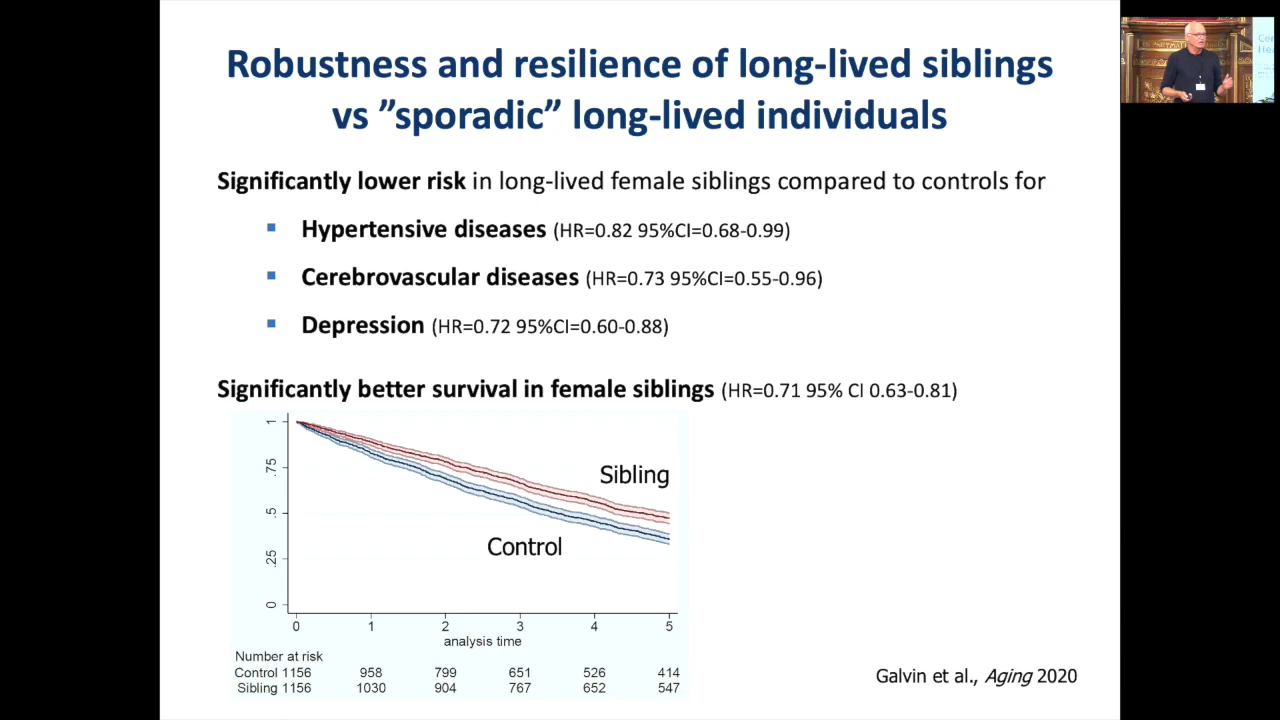 Robustness and resilience of long-lived siblings
vs ”sporadic” long-lived individuals
Significantly lower risk in long-lived female siblings compared to controls for
Hypertensive diseases (HR=0.82 95%CI=0.68-0.99)
Cerebrovascular diseases (HR=0.73 95%CI=0.55-0.96)
Depression (HR=0.72 95%CI=0.60-0.88)
Significantly better survival in female siblings (HR=0.71 95% CI 0.63-0.81)
1
.75
.5
.25
0
Sibling
Control
0 1 2 3 4 5
analysis time
Number at risk
Control 1156 958 799 651 526 414
Sibling 1156 1030 904 767 652 547
Galvin et al., Aging 2020